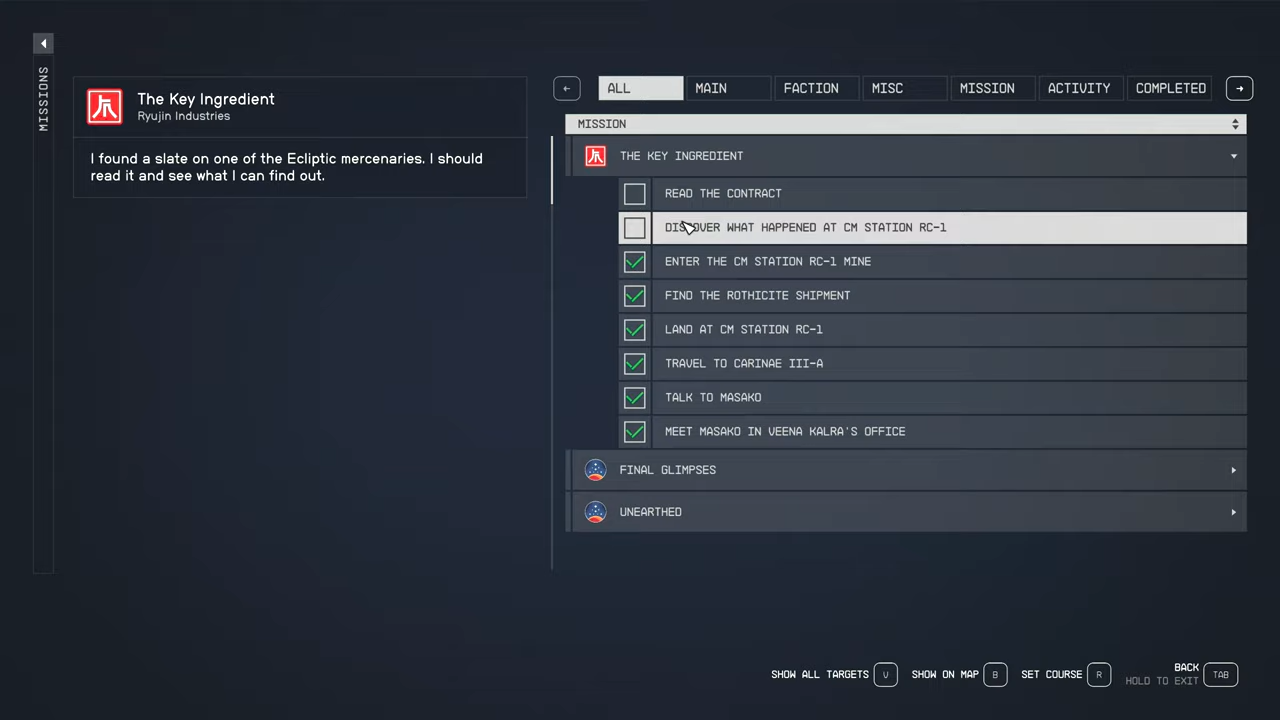 MISSIONS
The Key Ingredient
Ryujin Industries
I found a slate on one of the Ecliptic mercenaries. I should
read it and see what I can find out.
ALL MAIN FACTION MISC MISSION ACTIVITY COMPLETED
MISSION
THE KEY INGREDIENT
READ THE CONTRACT
DISCOVER WHAT HAPPENED AT CM STATION RC-1
ENTER THE CM STATION RC-1 MINE
FIND THE ROTHICITE SHIPMENT
LAND AT CM STATION RC-1
TRAVEL TO CARINAE III-A
TALK TO MASAKO
MEET MASAKO IN VEENA KALRA'S OFFICE
FINAL GLIMPSES
UNEARTHED
SHOW ALL TARGETS V SHOW ON MAP B SET COURSE R BACK TAB
HOLD TO EXIT